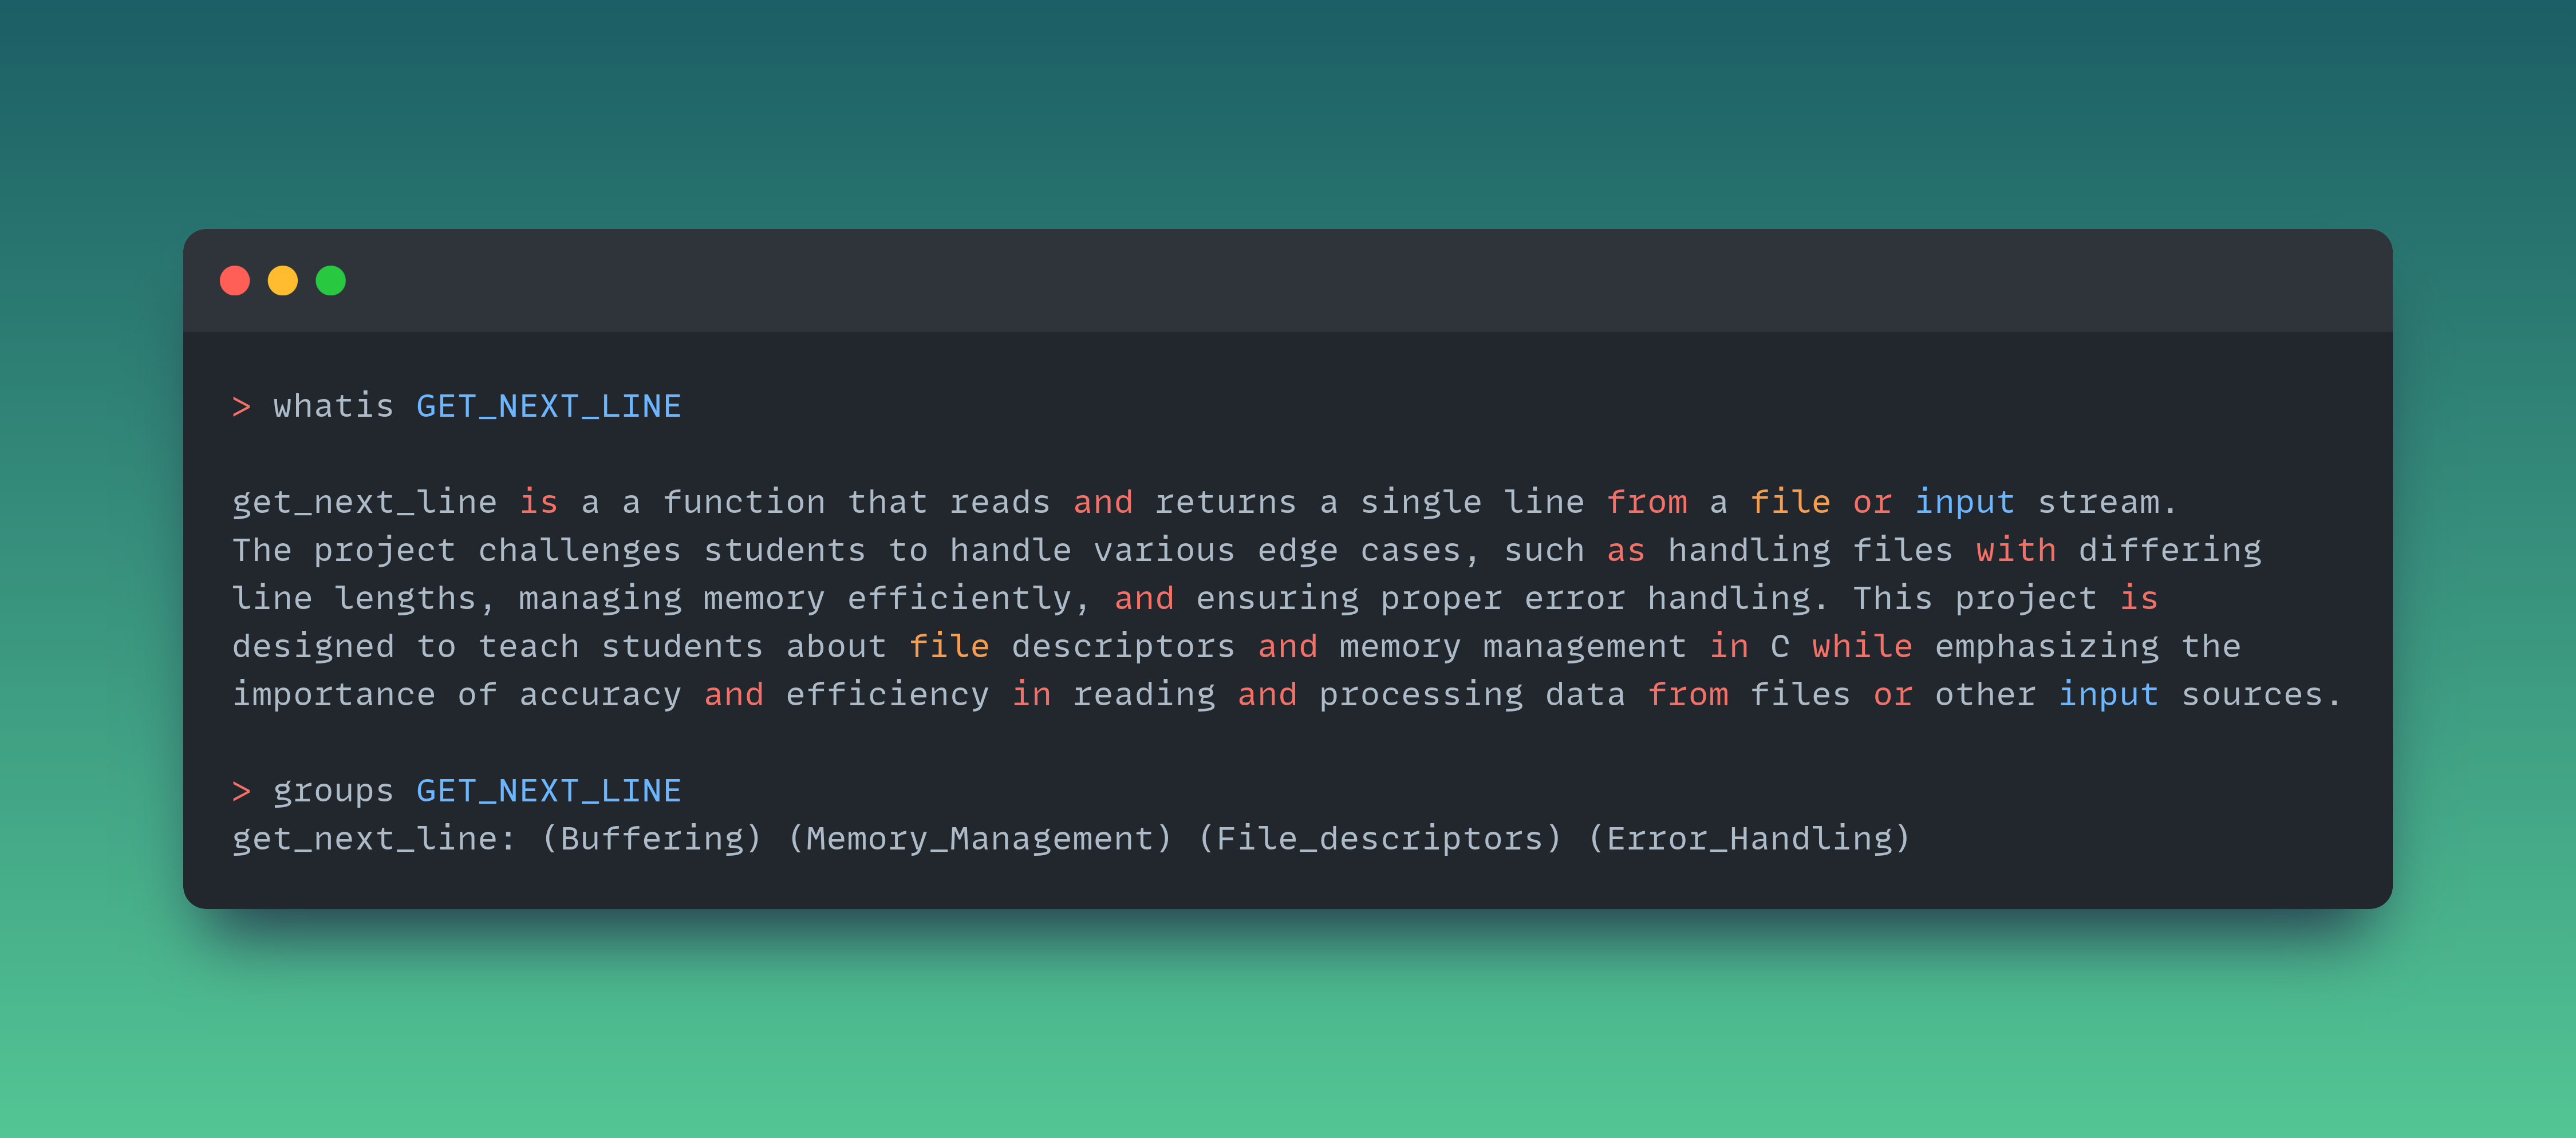 > whatis GET_NEXT_LINE
get_next_line is a a function that reads and returns a single line from a file or input stream.
The project challenges students to handle various edge cases, such as handling files with differing
line lengths, managing memory efficiently, and ensuring proper error handling. This project is
designed to teach students about file descriptors and memory management in C while emphasizing the
importance of accuracy and efficiency in reading and processing data from files or other input sources.
> groups GET_NEXT_LINE
get_next_line: (Buffering) (Memory_Management) (File_descriptors) (Error_Handling)